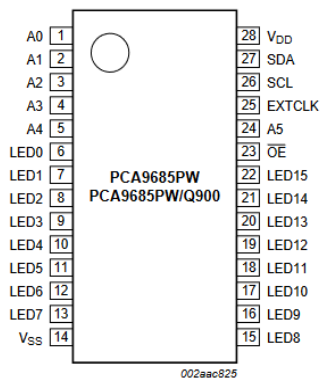 A0 1 28 VDD
A1 2 27 SDA
A2 3 26 SCL
A3 4 25 EXTCLK
A4 5 24 A5
LED0 6 23 OE
LED1 7 PCA9685PW 22 LED15
LED2 8 PCA9685PW/Q900 21 LED14
LED3 9 20 LED13
LED4 10 19 LED12
LED5 11 18 LED11
LED6 12 17 LED10
LED7 13 16 LED9
VSS 14 15 LED8
002aac825